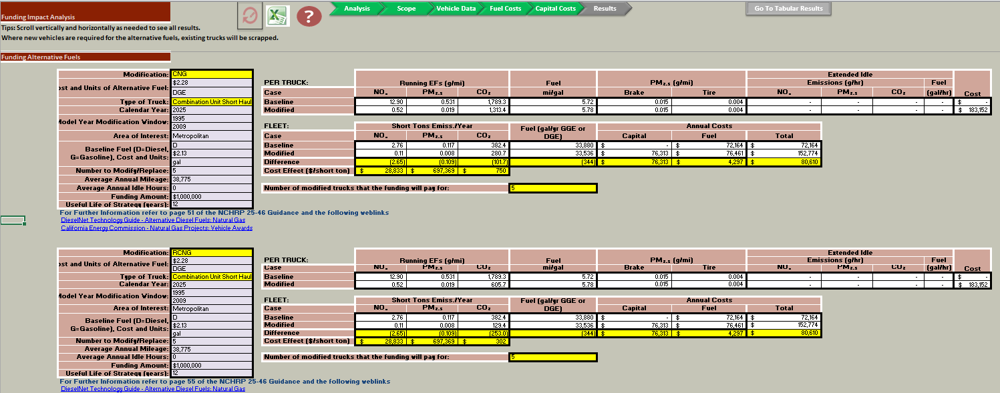 Funding Impact Analysis
Analysis Scope Vehicle Data Fuel Costs Capital Costs Results
Go To Tabular Results
?
Tips: Scroll vertically and horizontally as needed to see all results.
Where new vehicles are required for the alternative fuels, existing trucks will be scrapped.
Funding Alternative Fuels
Modification: CNG
ost and Units of Alternative Fuel: $2.28
DGE
Type of Truck: Combination Unit Short Haul
Calendar Year: 2025
Model Year Modification Window: 1995
2009
Area of Interest: Metropolitan
Baseline Fuel (D=Diesel, G=Gasoline), Cost and Units: D
$2.13
gal
Number to Modify/Replace: 5
Average Annual Mileage: 38,775
Average Annual Idle Hours: 0
Funding Amount: $1,000,000
Useful Life of Strategy (years): 12
PER TRUCK: Running EFs (g/mi) Fuel PM2.5 (g/mi) Extended Idle
Emissions (g/hr) Fuel
Case NOx PM2.5 CO2 mi/gal Brake Tire NOx PM2.5 CO2 (gal/hr) Cost
Baseline 12.90 0.531 1,789.3 5.72 0.015 0.004 - - - - $ -
Modified 0.52 0.019 1,313.4 5.78 0.015 0.004 - - - - $ 183,152
FLEET: Short Tons Emiss./Year Fuel (gal/yr GGE or DGE) Annual Costs
Case NOx PM2.5 CO2 Capital Fuel Total
Baseline 2.76 0.117 382.4 33,880 $ - $ 72,164 $ 72,164
Modified 0.11 0.008 280.7 33,536 $ 76,313 $ 76,461 $ 152,774
Difference (2.65) (0.109) (101.7) (344) $ 76,313 $ 4,297 $ 80,610
Cost Effect ($/short ton) $ 28,833 $ 697,369 $ 750
Number of modified trucks that the funding will pay for: 5
For Further Information refer to page 51 of the NCHRP 25-46 Guidance and the following weblinks
DieselNet Technology Guide - Alternative Diesel Fuels: Natural Gas
California Energy Commission - Natural Gas Projects: Vehicle Awards
Modification: RCNG
ost and Units of Alternative Fuel: $2.28
DGE
Type of Truck: Combination Unit Short Haul
Calendar Year: 2025
Model Year Modification Window: 1995
2009
Area of Interest: Metropolitan
Baseline Fuel (D=Diesel, G=Gasoline), Cost and Units: D
$2.13
gal
Number to Modify/Replace: 5
Average Annual Mileage: 38,775
Average Annual Idle Hours: 0
Funding Amount: $1,000,000
Useful Life of Strategy (years): 12
PER TRUCK: Running EFs (g/mi) Fuel PM2.5 (g/mi) Extended Idle
Emissions (g/hr) Fuel
Case NOx PM2.5 CO2 mi/gal Brake Tire NOx PM2.5 CO2 (gal/hr) Cost
Baseline 12.90 0.531 1,789.3 5.72 0.015 0.004 - - - - $ -
Modified 0.52 0.019 605.7 5.78 0.015 0.004 - - - - $ 183,152
FLEET: Short Tons Emiss./Year Fuel (gal/yr GGE or DGE) Annual Costs
Case NOx PM2.5 CO2 Capital Fuel Total
Baseline 2.76 0.117 382.4 33,880 $ - $ 72,164 $ 72,164
Modified 0.11 0.008 129.4 33,536 $ 76,313 $ 76,461 $ 152,774
Difference (2.65) (0.109) (253.0) (344) $ 76,313 $ 4,297 $ 80,610
Cost Effect ($/short ton) $ 28,833 $ 697,369 $ 302
Number of modified trucks that the funding will pay for: 5
For Further Information refer to page 55 of the NCHRP 25-46 Guidance and the following weblinks
DieselNet Technology Guide - Alternative Diesel Fuels: Natural Gas